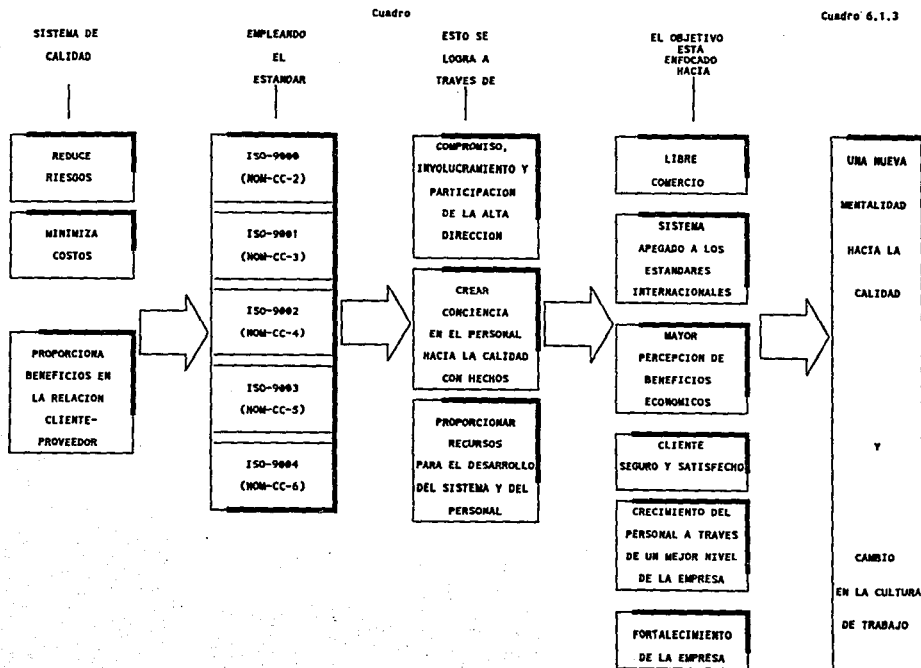 Cuadro
Cuadro 6.1.3
SISTEMA DE
CALIDAD
REDUCE
RIESGOS
MINIMIZA
COSTOS
PROPORCIONA
BENEFICIOS EN
LA RELACION
CLIENTE-
PROVEEDOR
EMPLEANDO
EL
ESTANDAR
ISO-9000
(NOM-CC-2)
ISO-9001
(NOM-CC-3)
ISO-9002
(NOM-CC-4)
ISO-9003
(NOM-CC-5)
ISO-9004
(NOM-CC-6)
ESTO SE
LOGRA A
TRAVES DE
COMPROMISO,
INVOLUCRAMIENTO Y
PARTICIPACION
DE LA ALTA
DIRECCION
CREAR
CONCIENCIA
EN EL PERSONAL
HACIA LA CALIDAD
CON HECHOS
PROPORCIONAR
RECURSOS
PARA EL DESARROLLO
DEL SISTEMA Y DEL
PERSONAL
EL OBJETIVO
ESTA
ENFOCADO
HACIA
LIBRE
COMERCIO
SISTEMA
APEGADO A LOS
ESTANDARES
INTERNACIONALES
MAYOR
PERCEPCION DE
BENEFICIOS
ECONOMICOS
CLIENTE
SEGURO Y SATISFECHO
CRECIMIENTO DEL
PERSONAL A TRAVES
DE UN MEJOR NIVEL
DE LA EMPRESA
FORTALECIMIENTO
DE LA EMPRESA
UNA NUEVA
MENTALIDAD
HACIA LA
CALIDAD
Y
CAMBIO
EN LA CULTURA
DE TRABAJO